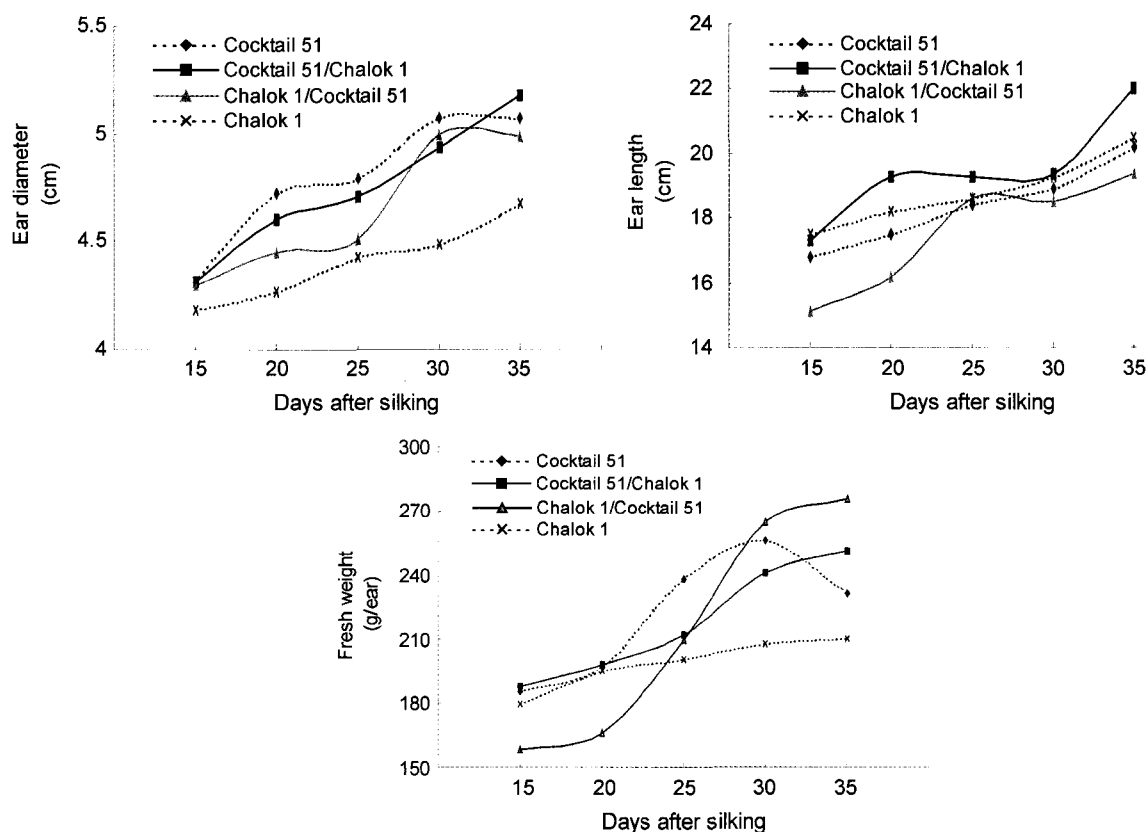 5.5
Cocktail 51
Cocktail 51/Chalok 1
Chalok 1/Cocktail 51
Chalok 1
5
4.5
4
Ear diameter
(cm)
15 20 25 30 35
Days after silking
24
Cocktail 51
Cocktail 51/Chalok 1
Chalok 1/Cocktail 51
Chalok 1
22
20
18
16
14
Ear length
(cm)
15 20 25 30 35
Days after silking
300
Cocktail 51
Cocktail 51/Chalok 1
Chalok 1/Cocktail 51
Chalok 1
270
240
210
180
150
Fresh weight
(g/ear)
15 20 25 30 35
Days after silking